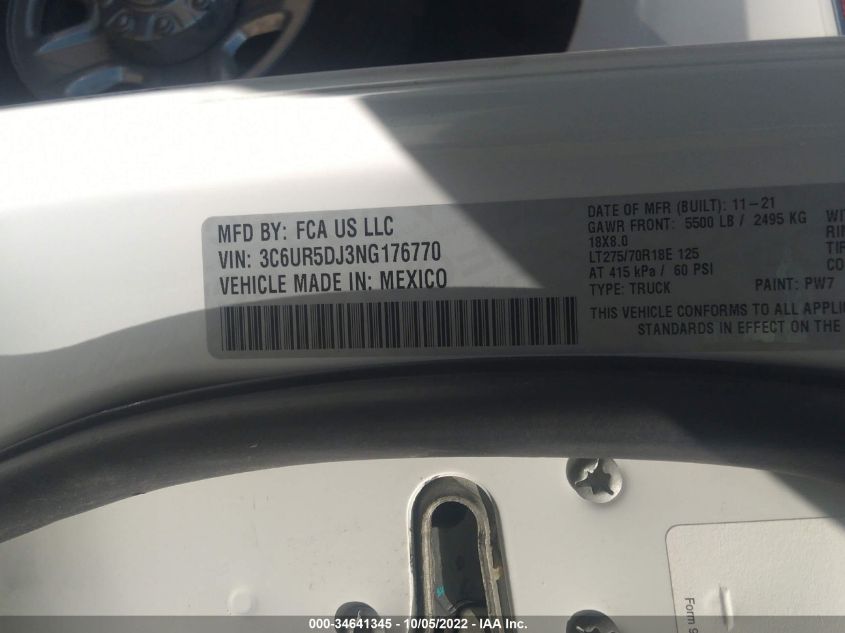 MFD BY: FCA US LLC
VIN: 3C6UR5DJ3NG176770
VEHICLE MADE IN: MEXICO
DATE OF MFR (BUILT): 11-21
GAWR FRONT: 5500 LB / 2495 KG
18X8.0
LT275/70R18E 125
AT 415 kPa / 60 PSI
TYPE: TRUCK
PAINT: PW7
THIS VEHICLE CONFORMS TO ALL
STANDARDS IN EFFECT ON THE
Form
000-34641345 - 10/05/2022 - IAA Inc.